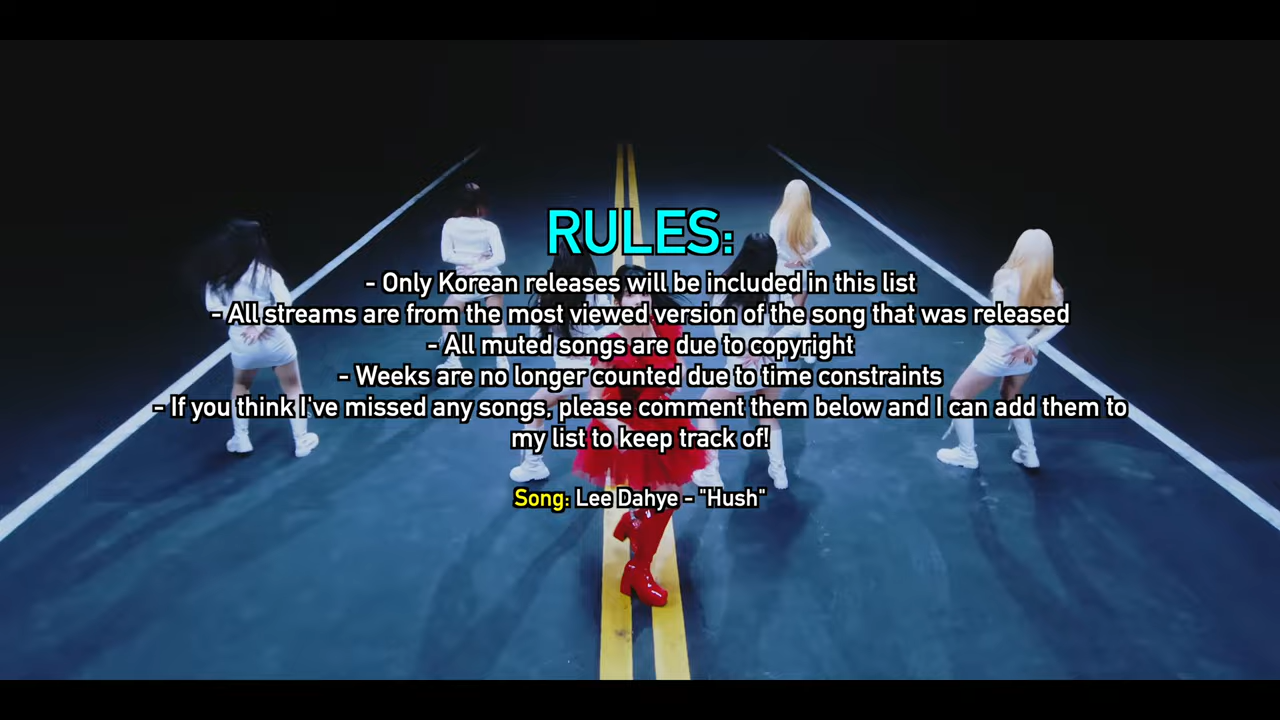 RULES:
- Only Korean releases will be included in this list
- All streams are from the most viewed version of the song that was released
- All muted songs are due to copyright
- Weeks are no longer counted due to time constraints
- If you think I've missed any songs, please comment them below and I can add them to
my list to keep track of!
Song: Lee Dahye - "Hush"